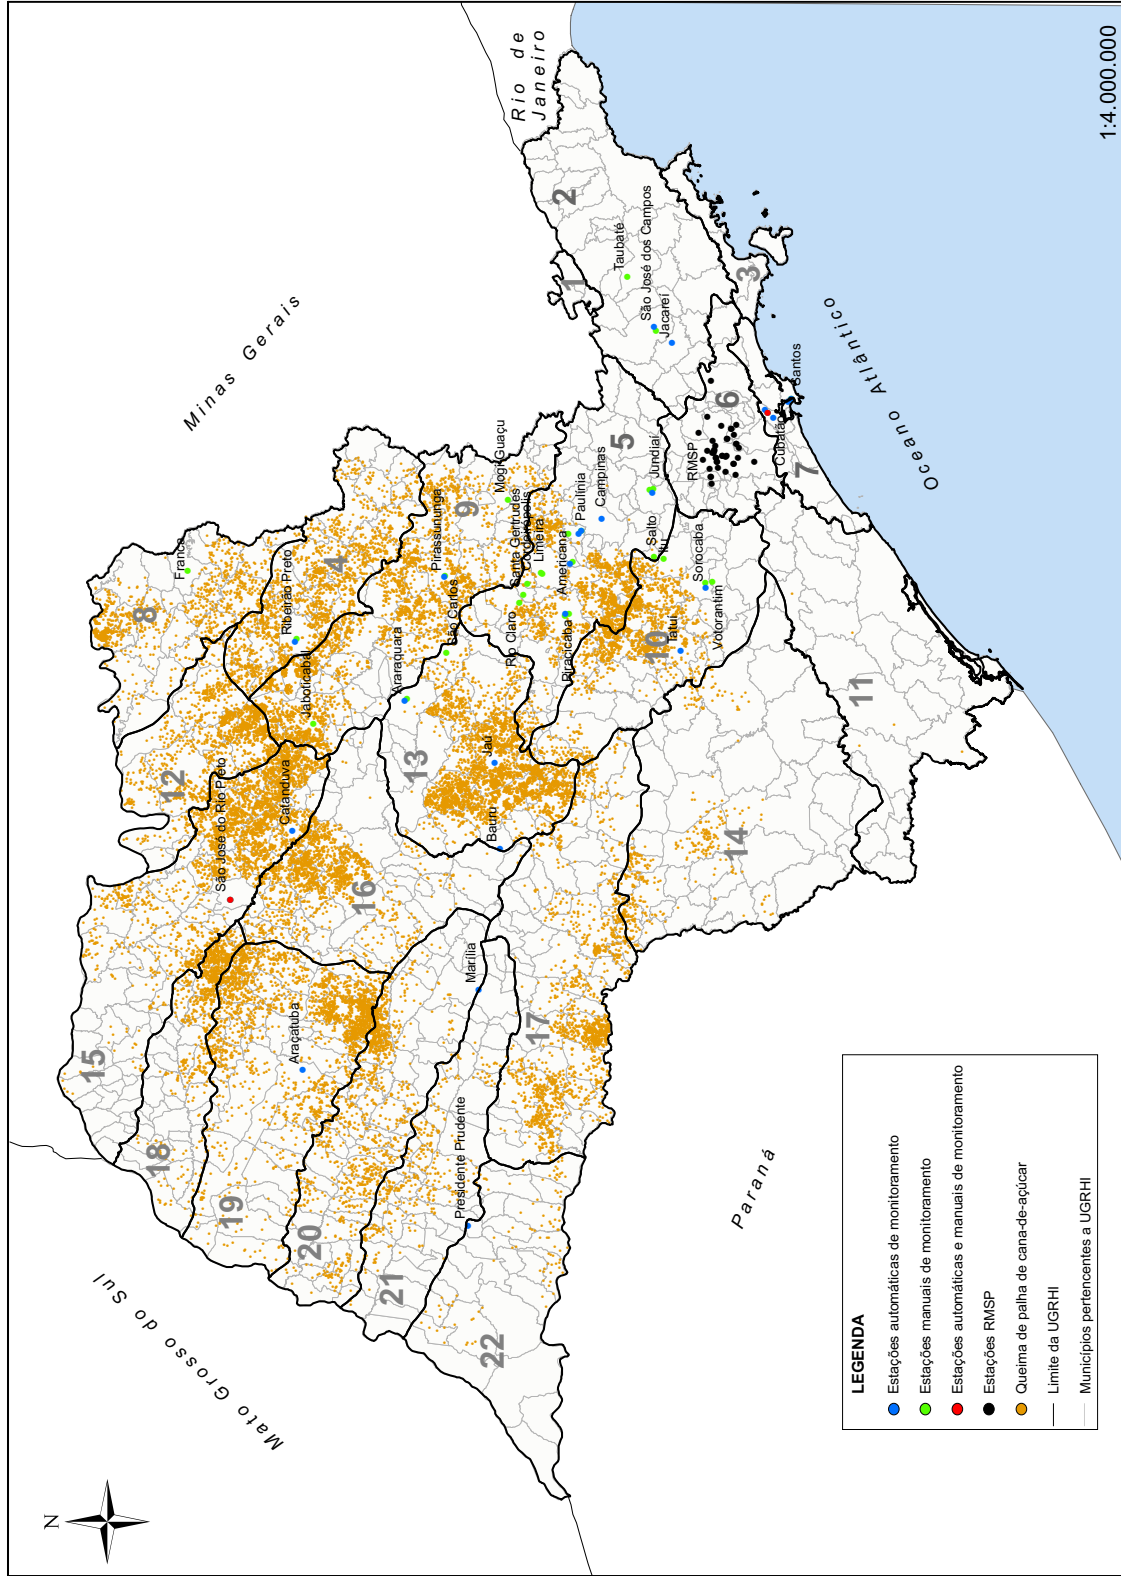 N
Mato Grosso do Sul
Minas Gerais
Rio de
Janeiro
Paraná
Oceano Atlântico
1
2
3
4
5
6
7
8
9
10
11
12
13
14
15
16
17
18
19
20
21
22
Franca
Ribeirão Preto
Jaboticabal
São José do Rio Preto
Catanduva
Araçatuba
Araraquara
São Carlos
Pirassununga
Mogi Guaçu
Santa Gertrudes
Cordeirópolis
Limeira
Rio Claro
Americana
Paulínia
Campinas
Piracicaba
Jaú
Bauru
Marília
Presidente Prudente
Jundiaí
Salto
Itu
Sorocaba
Votorantim
Tatuí
RMSP
Cubatão
Santos
Taubaté
São José dos Campos
Jacareí
LEGENDA
Estações automáticas de monitoramento
Estações manuais de monitoramento
Estações automáticas e manuais de monitoramento
Estações RMSP
Queima de palha de cana-de-açúcar
Limite da UGRHI
Municípios pertencentes a UGRHI
1:4.000.000